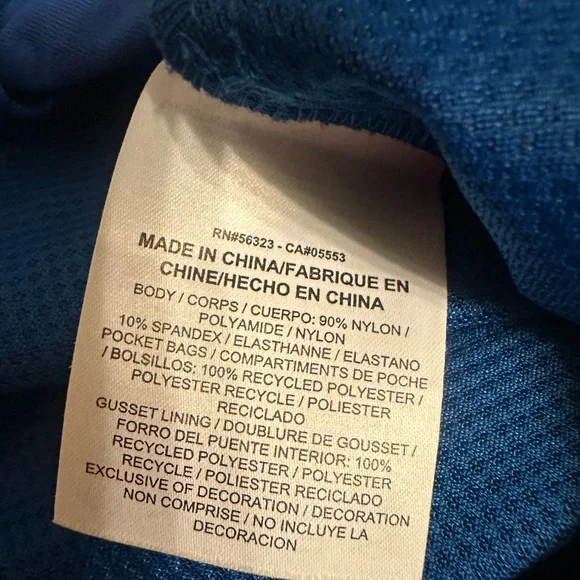 RN#56323 - CA#05553
MADE IN CHINA/FABRIQUE EN
CHINE/HECHO EN CHINA
BODY / CORPS / CUERPO: 90% NYLON /
POLYAMIDE / NYLON
10% SPANDEX / ELASTHANNE / ELASTANO
POCKET BAGS / COMPARTIMENTS DE POCHE
/ BOLSILLOS: 100% RECYCLED POLYESTER /
POLYESTER RECYCLE / POLIESTER
RECICLADO
GUSSET LINING / DOUBLURE DE GOUSSET /
FORRO DEL PUENTE INTERIOR: 100%
RECYCLED POLYESTER / POLYESTER
RECYCLE / POLIESTER RECICLADO
EXCLUSIVE OF DECORATION / DECORATION
NON COMPRISE / NO INCLUYE LA
DECORACION